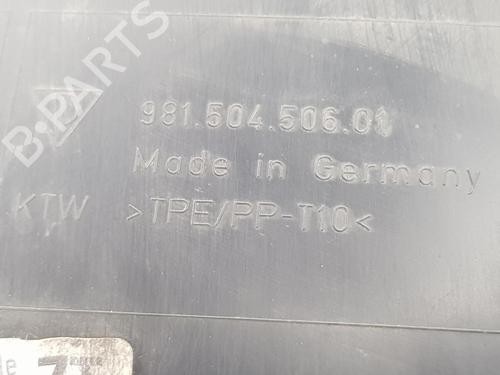 B-PARTS
981.504.506.01
Made in Germany
KTW >TPE/PP-T10<